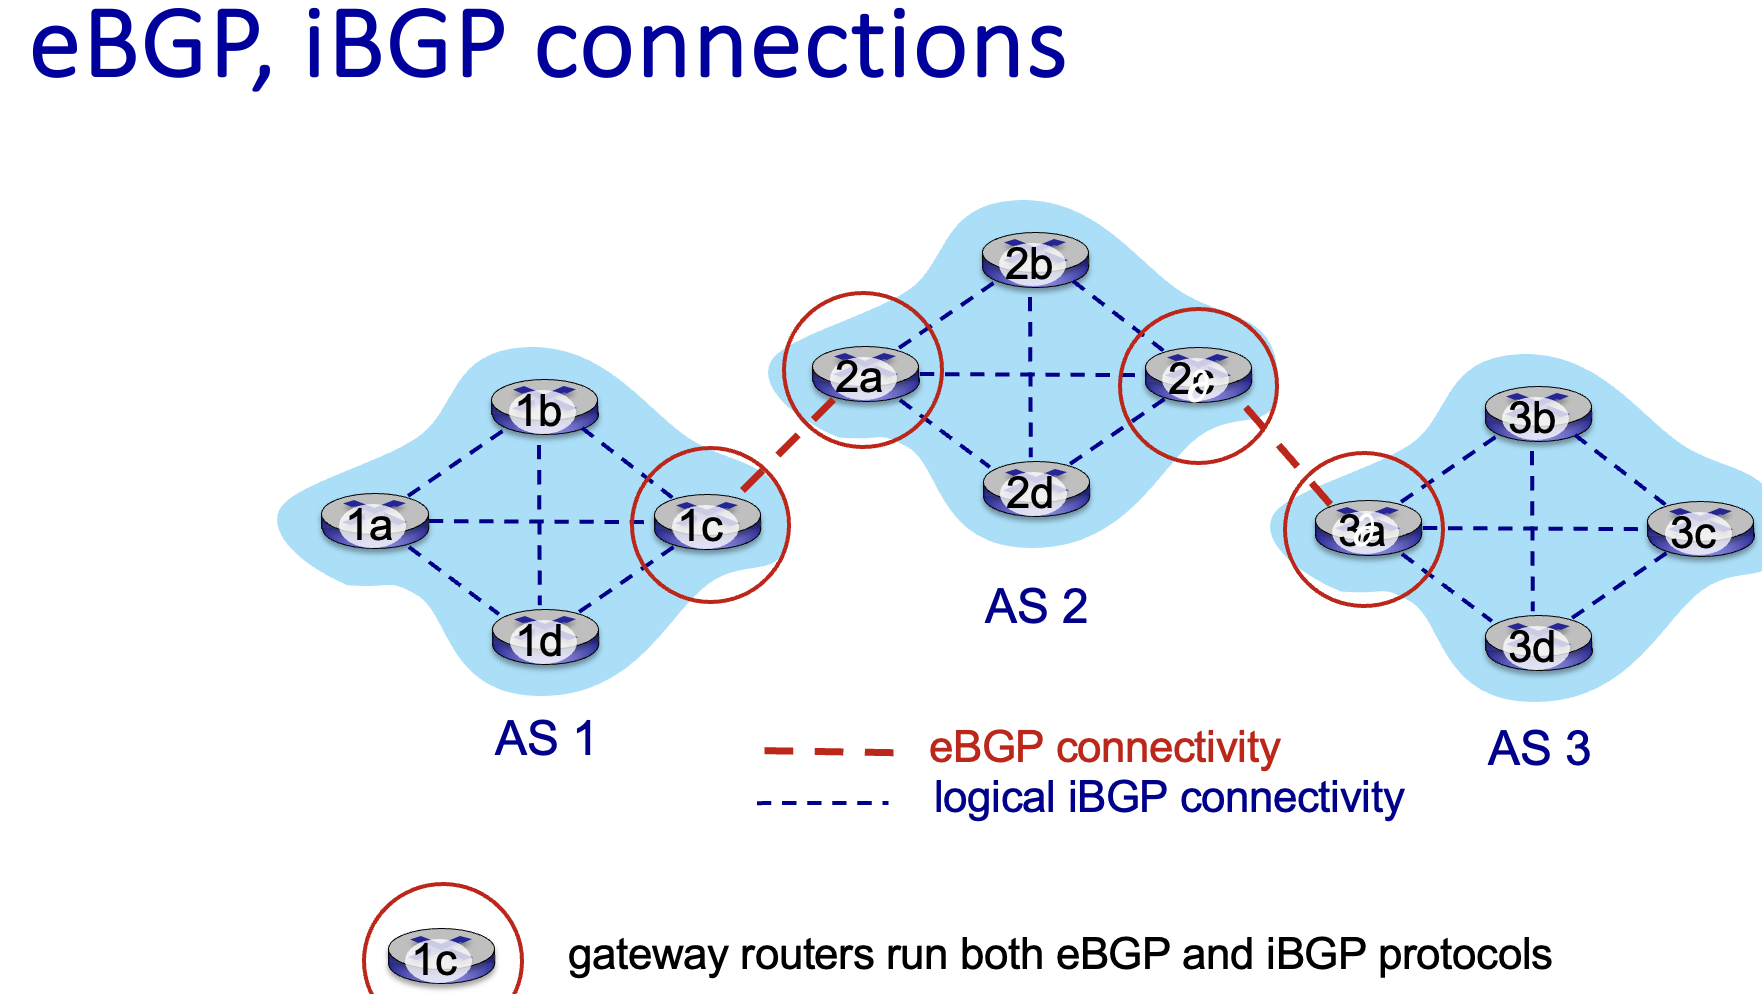 eBGP, iBGP connections
2b
2a
2c
1b
3b
1a
1c
2d
3a
3c
AS 2
1d
3d
AS 1
eBGP connectivity
AS 3
logical iBGP connectivity
1c
gateway routers run both eBGP and iBGP protocols